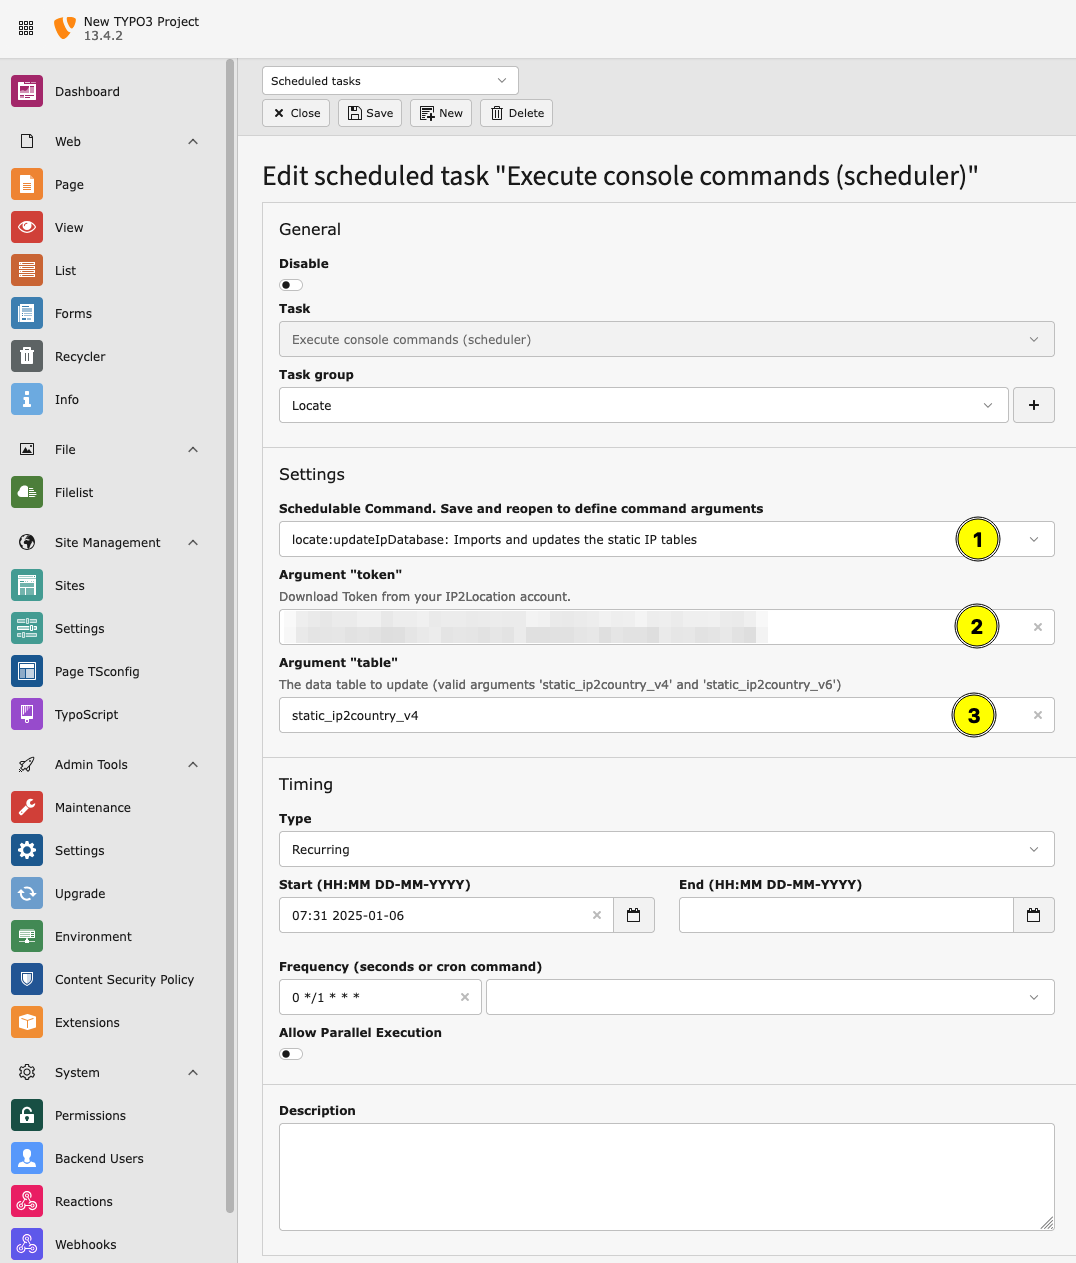 New TYPO3 Project
13.4.2
Dashboard
Web
Page
View
List
Forms
Recycler
Info
File
Filelist
Site Management
Sites
Settings
Page TSconfig
TypoScript
Admin Tools
Maintenance
Settings
Upgrade
Environment
Content Security Policy
Extensions
System
Permissions
Backend Users
Reactions
Webhooks
Scheduled tasks
Close Save New Delete
Edit scheduled task "Execute console commands (scheduler)"
General
Disable
Task
Execute console commands (scheduler)
Task group
Locate
Settings
Schedulable Command. Save and reopen to define command arguments
locate:updateIpDatabase: Imports and updates the static IP tables
1
Argument "token"
Download Token from your IP2Location account.
2
Argument "table"
The data table to update (valid arguments 'static_ip2country_v4' and 'static_ip2country_v6')
static_ip2country_v4
3
Timing
Type
Recurring
Start (HH:MM DD-MM-YYYY) End (HH:MM DD-MM-YYYY)
07:31 2025-01-06
Frequency (seconds or cron command)
0 */1 * * *
Allow Parallel Execution
Description